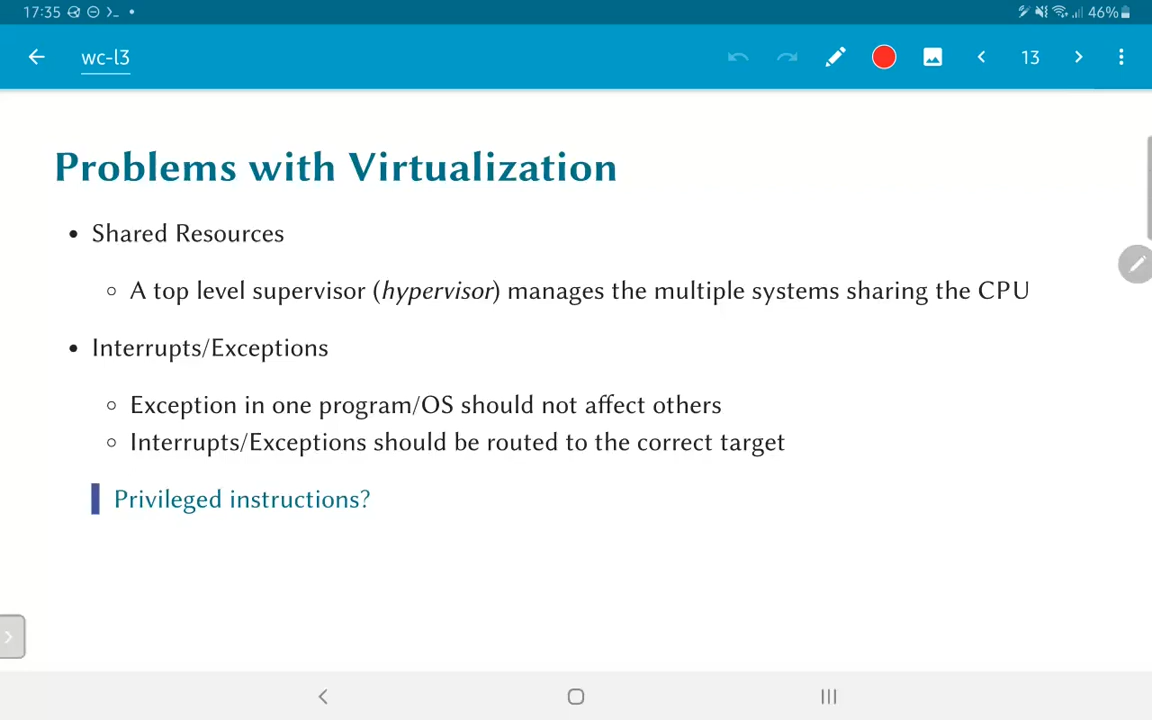 17:35
46%
wc-l3
13
Problems with Virtualization
• Shared Resources
○ A top level supervisor (hypervisor) manages the multiple systems sharing the CPU
• Interrupts/Exceptions
○ Exception in one program/OS should not affect others
○ Interrupts/Exceptions should be routed to the correct target
Privileged instructions?